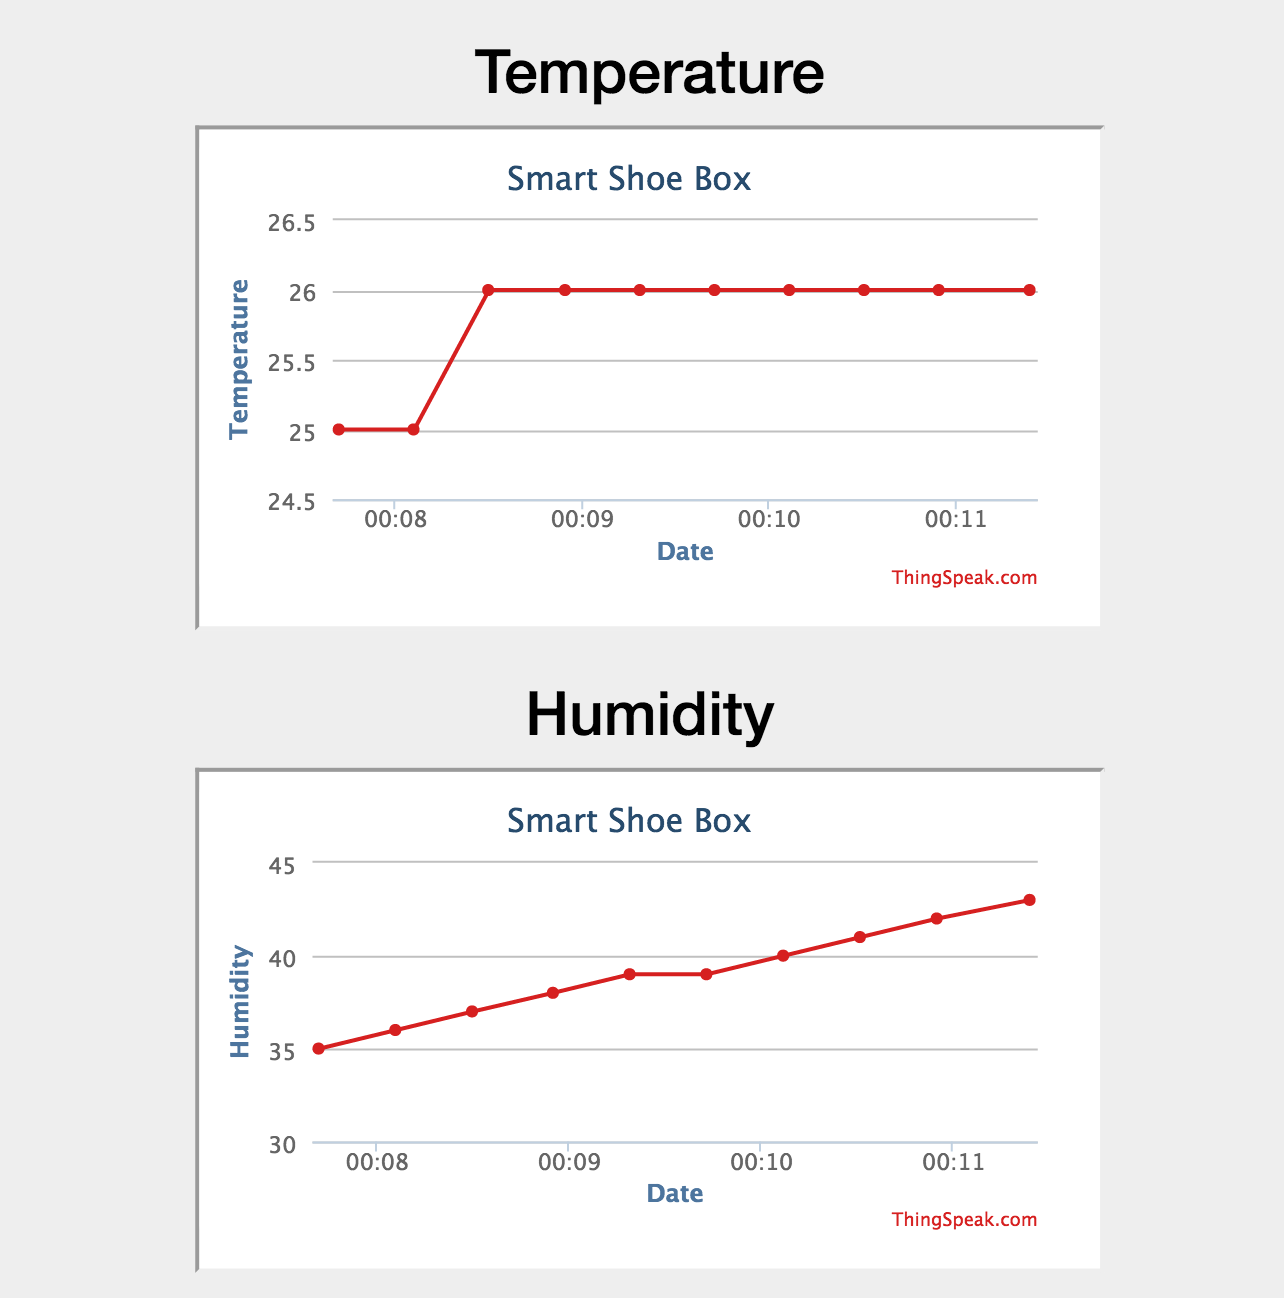 Temperature
Smart Shoe Box
26.5
26
25.5
25
24.5
Temperature
00:08 00:09 00:10 00:11
Date
ThingSpeak.com
Humidity
Smart Shoe Box
45
40
35
30
Humidity
00:08 00:09 00:10 00:11
Date
ThingSpeak.com